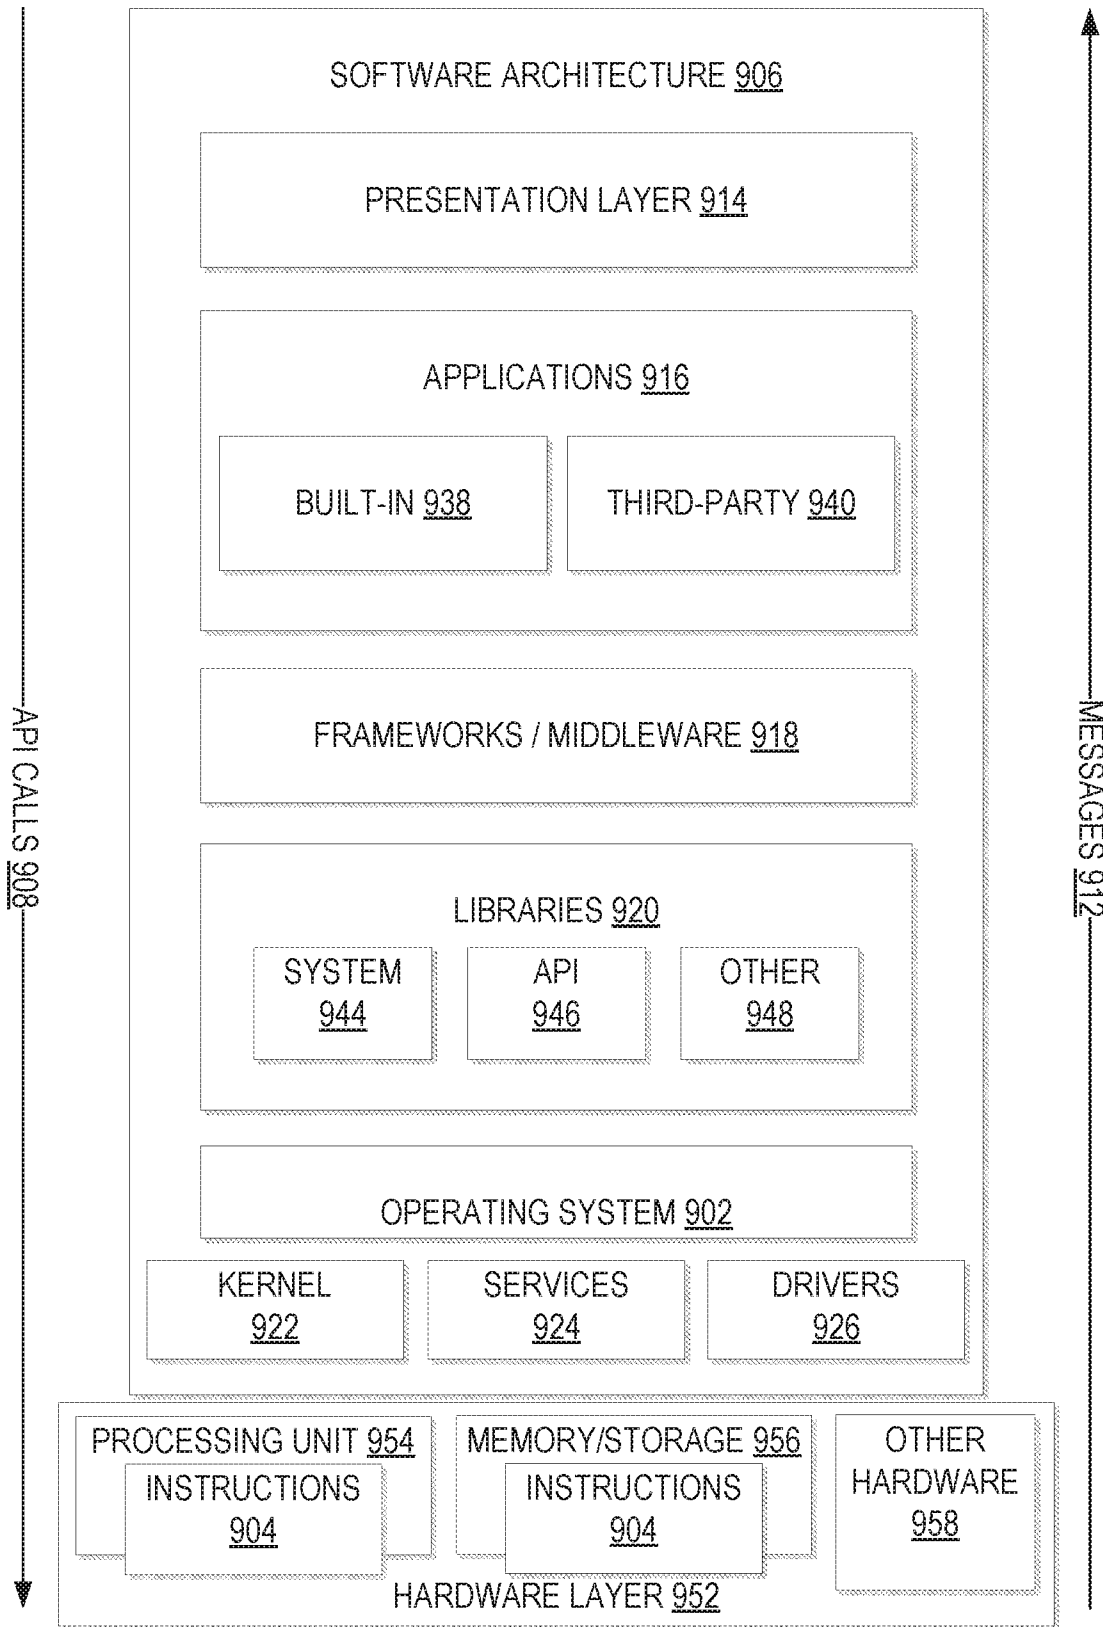 SOFTWARE ARCHITECTURE 906
PRESENTATION LAYER 914
APPLICATIONS 916
BUILT-IN 938
THIRD-PARTY 940
FRAMEWORKS / MIDDLEWARE 918
API CALLS 908
MESSAGES 912
LIBRARIES 920
SYSTEM
944
API
946
OTHER
948
OPERATING SYSTEM 902
KERNEL
922
SERVICES
924
DRIVERS
926
PROCESSING UNIT 954
INSTRUCTIONS
904
MEMORY/STORAGE 956
INSTRUCTIONS
904
OTHER
HARDWARE
958
HARDWARE LAYER 952